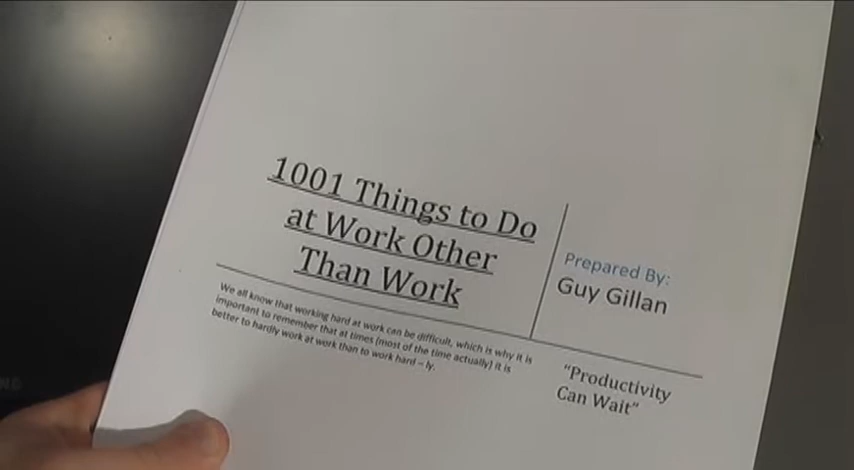 1001 Things to Do
at Work Other
Than Work
Prepared By:
Guy Gillan
We all know that working hard at work can be difficult, which is why it is
important to remember that at times (most of the time actually) it is
better to hardly work at work than to work hard – ly.
"Productivity
Can Wait"